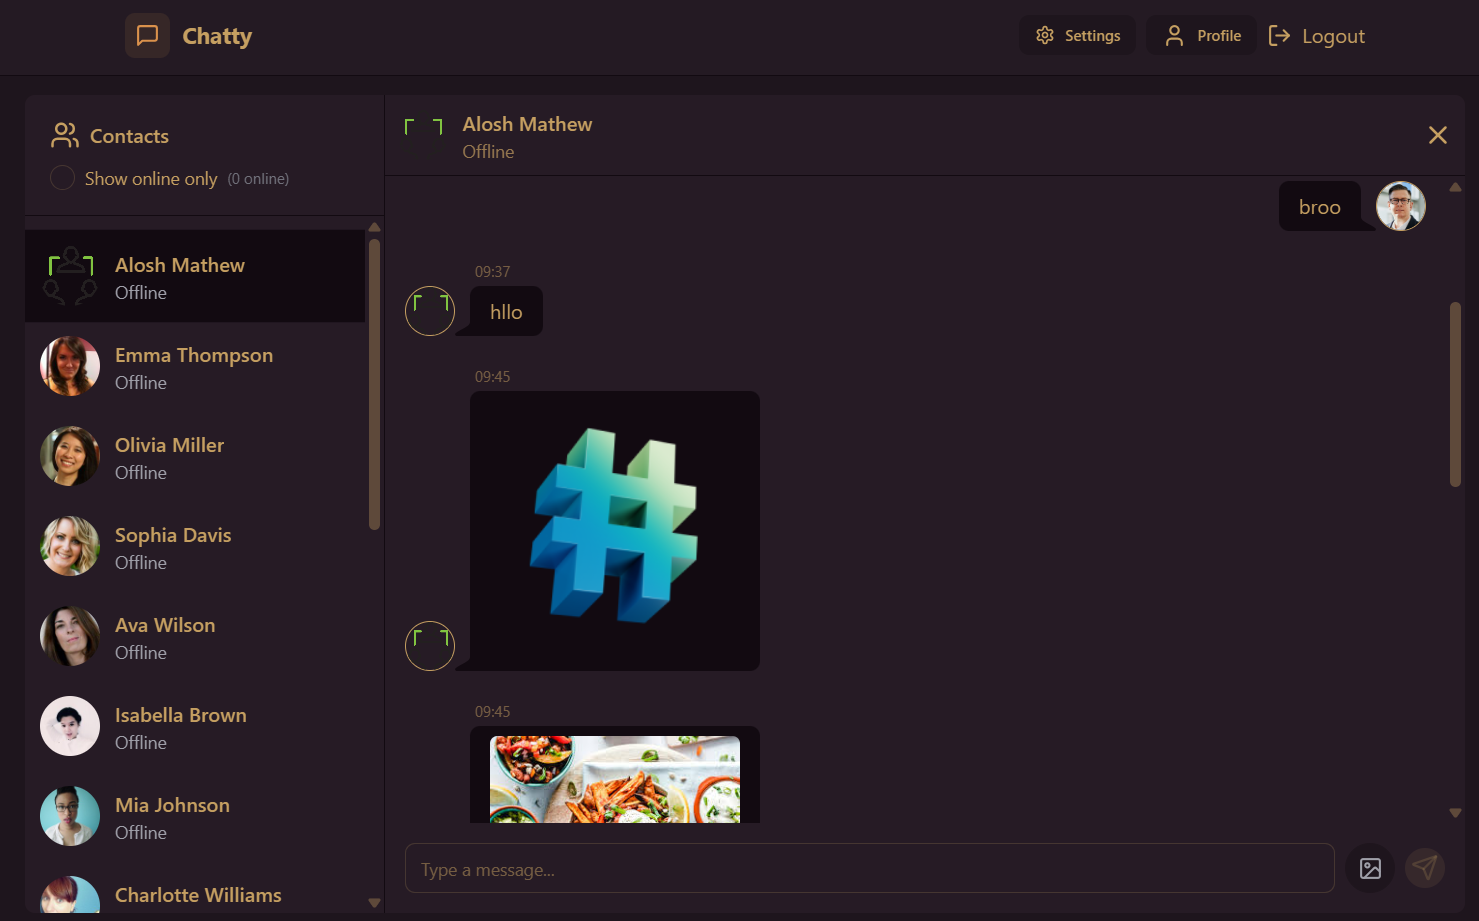 Chatty
Settings
Profile
Logout
Contacts
Show online only (0 online)
Alosh Mathew
Offline
Emma Thompson
Offline
Olivia Miller
Offline
Sophia Davis
Offline
Ava Wilson
Offline
Isabella Brown
Offline
Mia Johnson
Offline
Charlotte Williams
Alosh Mathew
Offline
broo
09:37
hllo
09:45
09:45
Type a message...